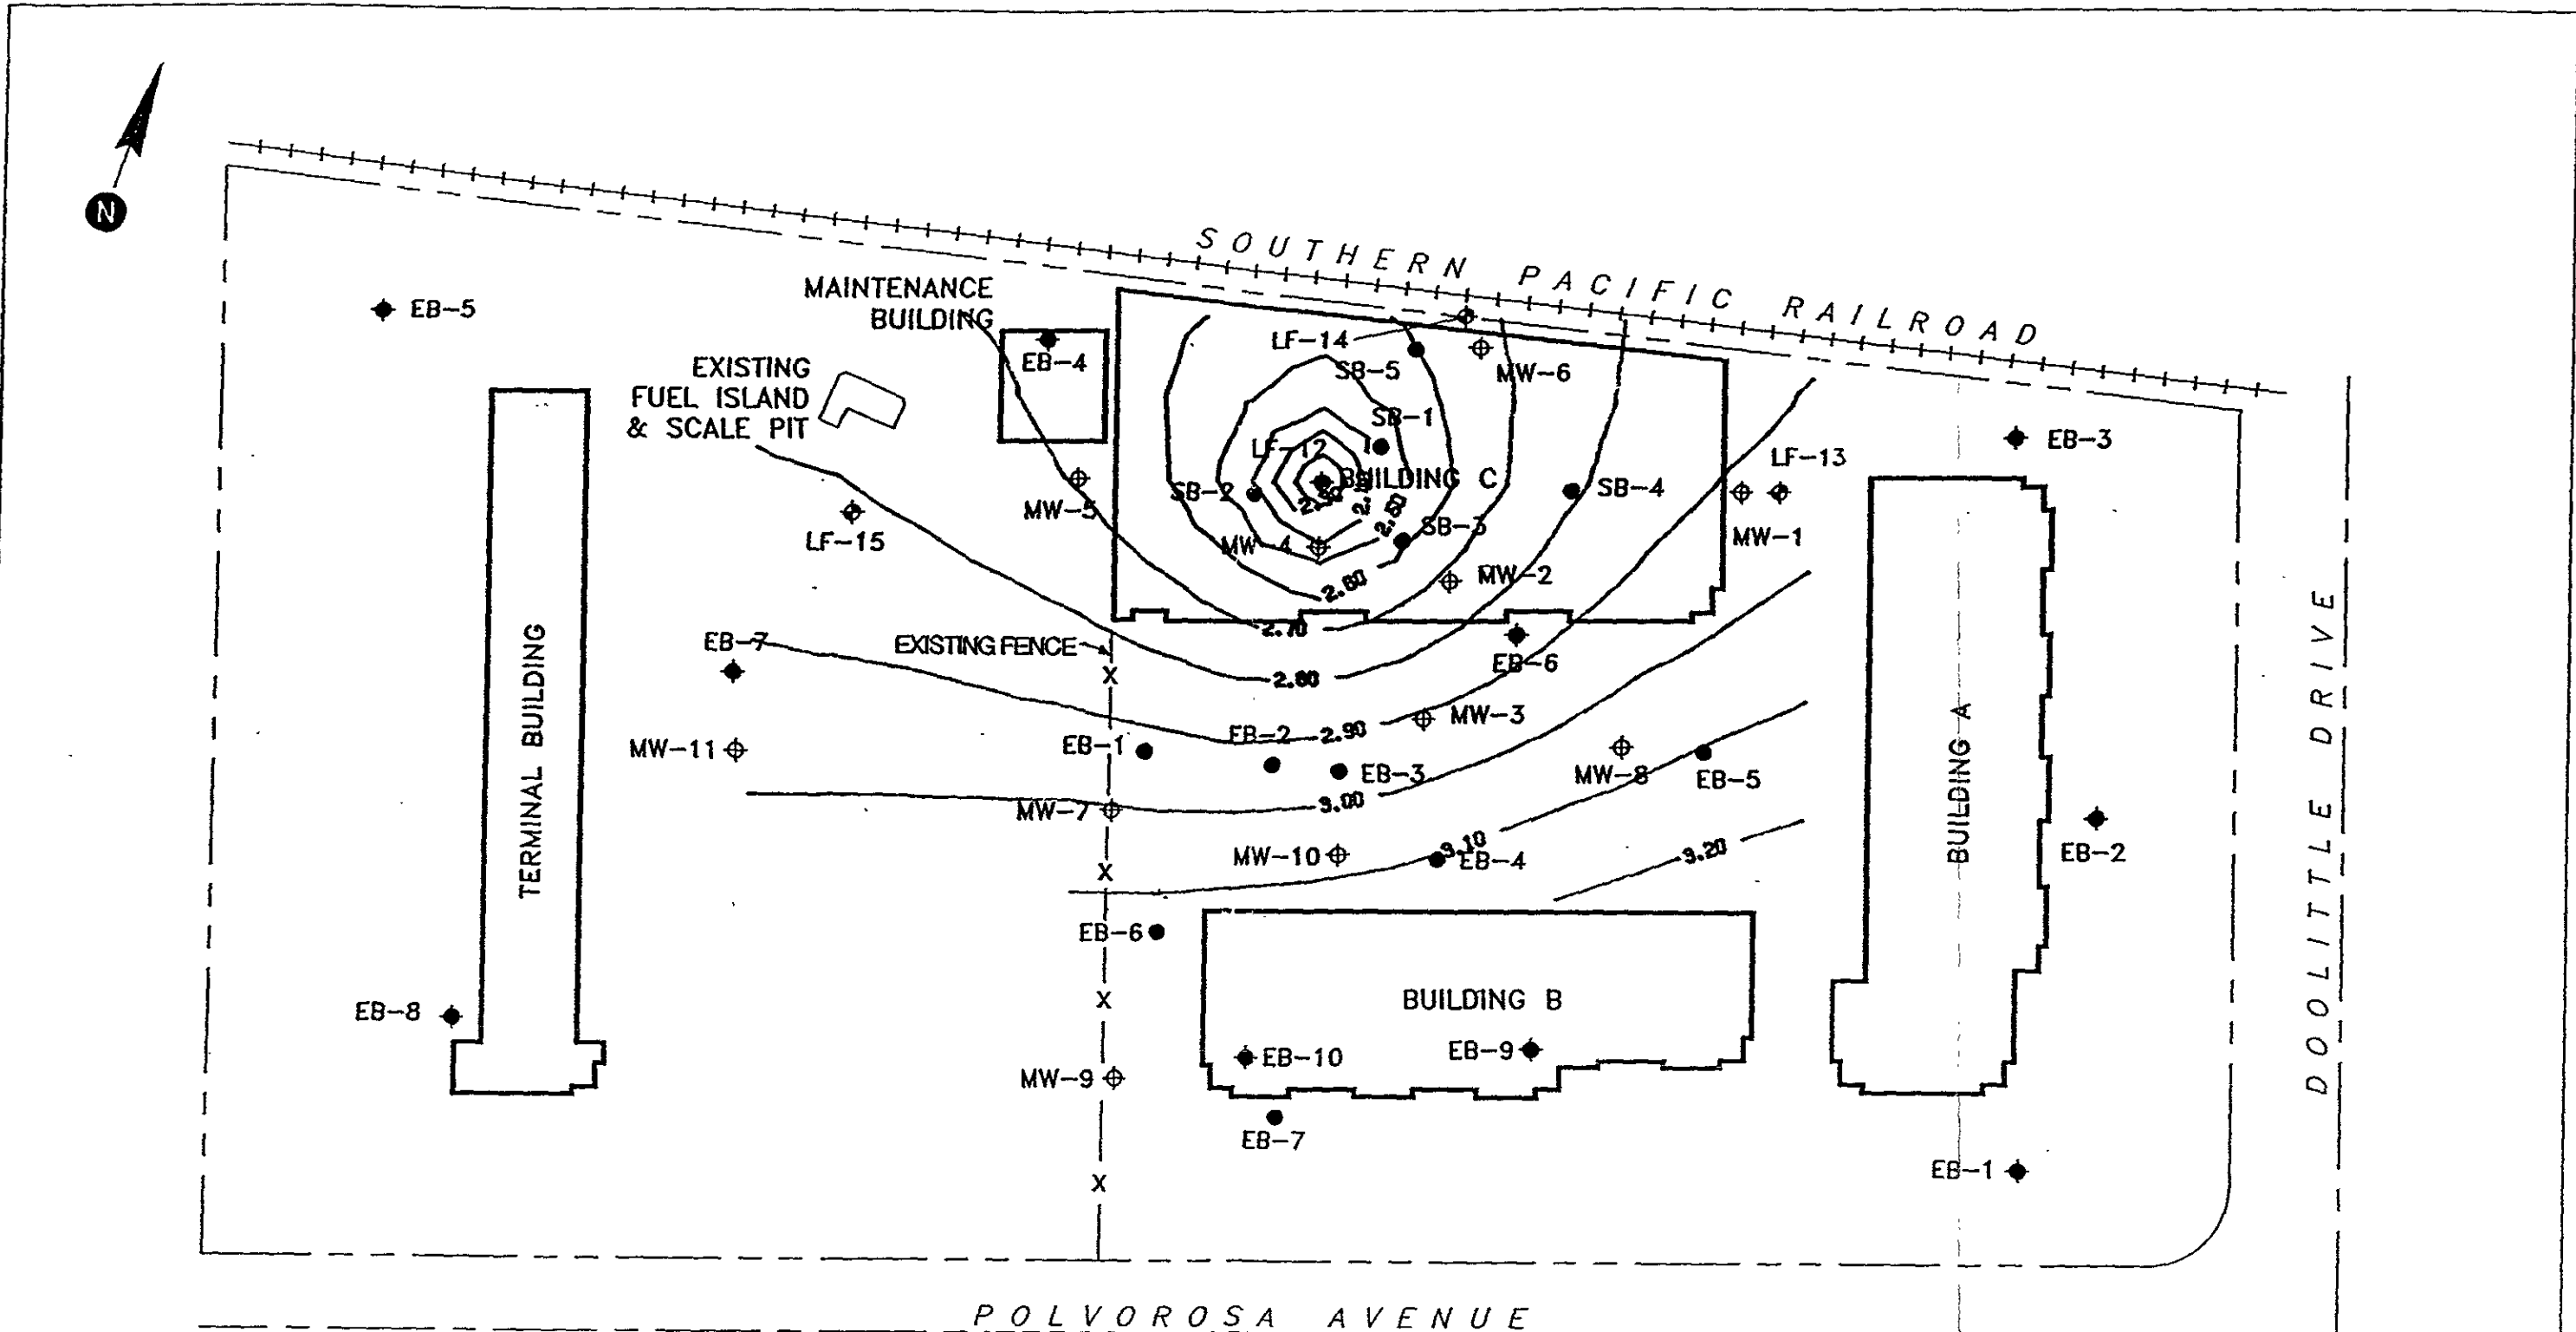 N
SOUTHERN PACIFIC RAILROAD
MAINTENANCE
BUILDING
EB-5
EB-4
LF-14
SB-5
MW-6
EXISTING
FUEL ISLAND
& SCALE PIT
SB-1
LF-12
BUILDING C
EB-3
LF-13
SB-2
SB-4
MW-5
2.60
SB-3
MW-1
LF-15
MW-4
2.60
MW-2
2.70
EB-7
EXISTING FENCE
X
EB-6
2.80
TERMINAL BUILDING
MW-11
EB-1
EB-2
2.90
MW-3
EB-3
MW-8
EB-5
BUILDING A
DOOLITTLE DRIVE
MW-7
3.00
MW-10
3.10
EB-4
3.20
EB-2
X
EB-6
EB-8
X
BUILDING B
MW-9
EB-10
EB-9
EB-7
EB-1
X
POLVOROSA AVENUE